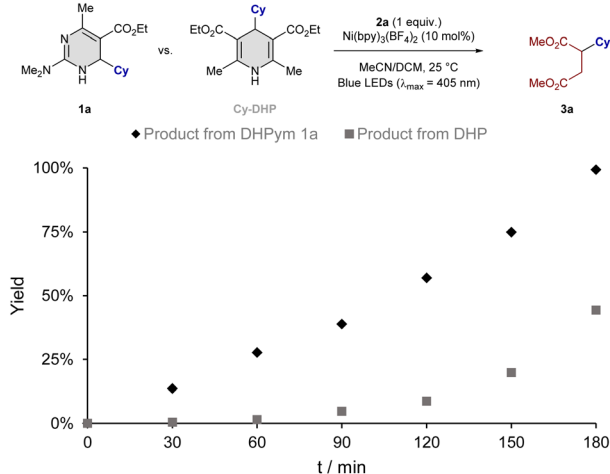 Me
N
CO₂Et
Me₂N
N
H
Cy
1a
vs.
Cy
EtO₂C
CO₂Et
Me
N
H
Me
Cy-DHP
2a (1 equiv.)
Ni(bpy)₃(BF₄)₂ (10 mol%)
MeCN/DCM, 25 °C
Blue LEDs (λmax = 405 nm)
MeO₂C
Cy
MeO₂C
3a
◆ Product from DHPym 1a ■ Product from DHP
100%
75%
50%
25%
0%
Yield
0 30 60 90 120 150 180
t / min